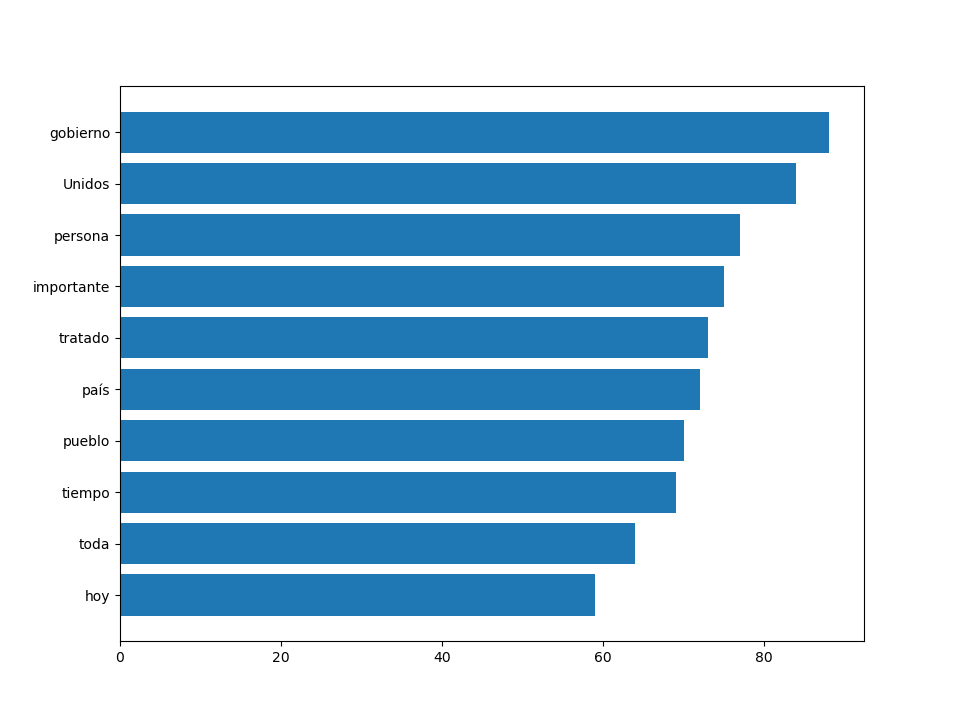 gobierno
Unidos
persona
importante
tratado
país
pueblo
tiempo
toda
hoy
0 20 40 60 80